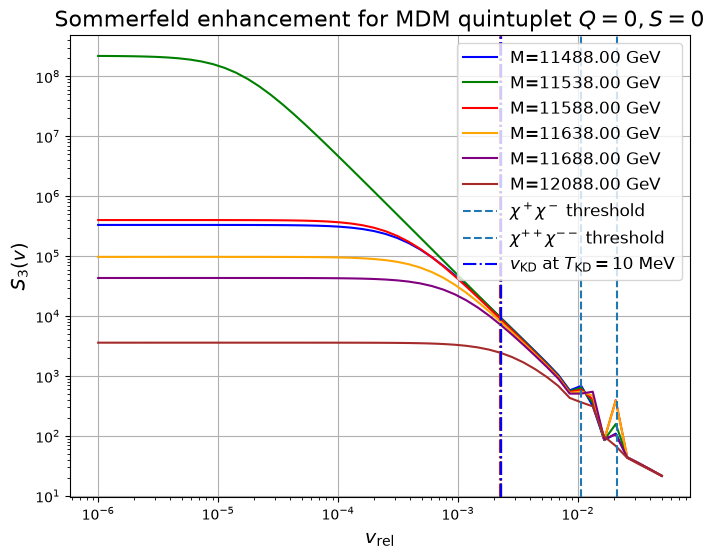 Sommerfeld enhancement for MDM quintuplet Q = 0, S = 0
M=11488.00 GeV
M=11538.00 GeV
M=11588.00 GeV
M=11638.00 GeV
M=11688.00 GeV
M=12088.00 GeV
χ⁺χ⁻ threshold
χ⁺⁺χ⁻⁻ threshold
v_KD at T_KD = 10 MeV
S₃(v)
10⁸
10⁷
10⁶
10⁵
10⁴
10³
10²
10¹
10⁻⁶ 10⁻⁵ 10⁻⁴ 10⁻³ 10⁻²
v_rel